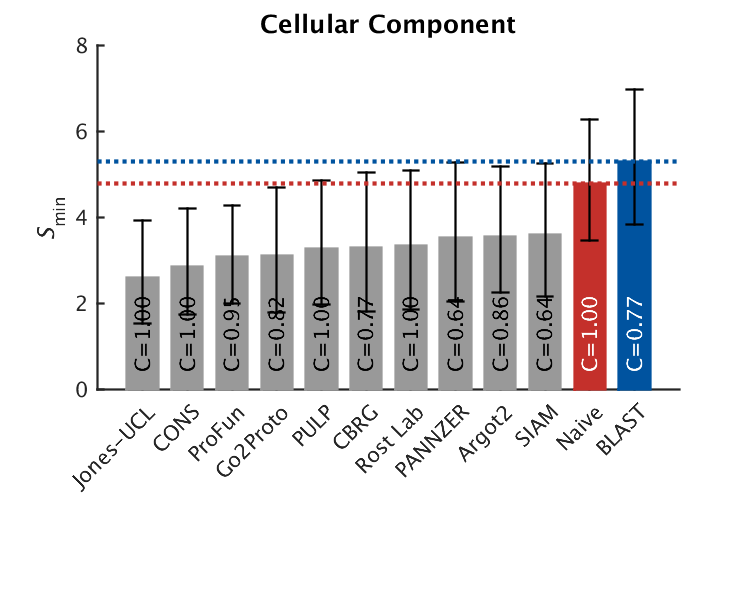 Cellular Component
8
6
4
2
0
Smin
C=1.00
C=1.00
C=0.95
C=0.82
C=1.00
C=0.77
C=1.00
C=0.64
C=0.86
C=0.64
C=1.00
C=0.77
Jones-UCL
CONS
ProFun
Go2Proto
PULP
CBRG
Rost Lab
PANNZER
Argot2
SIAM
Naive
BLAST